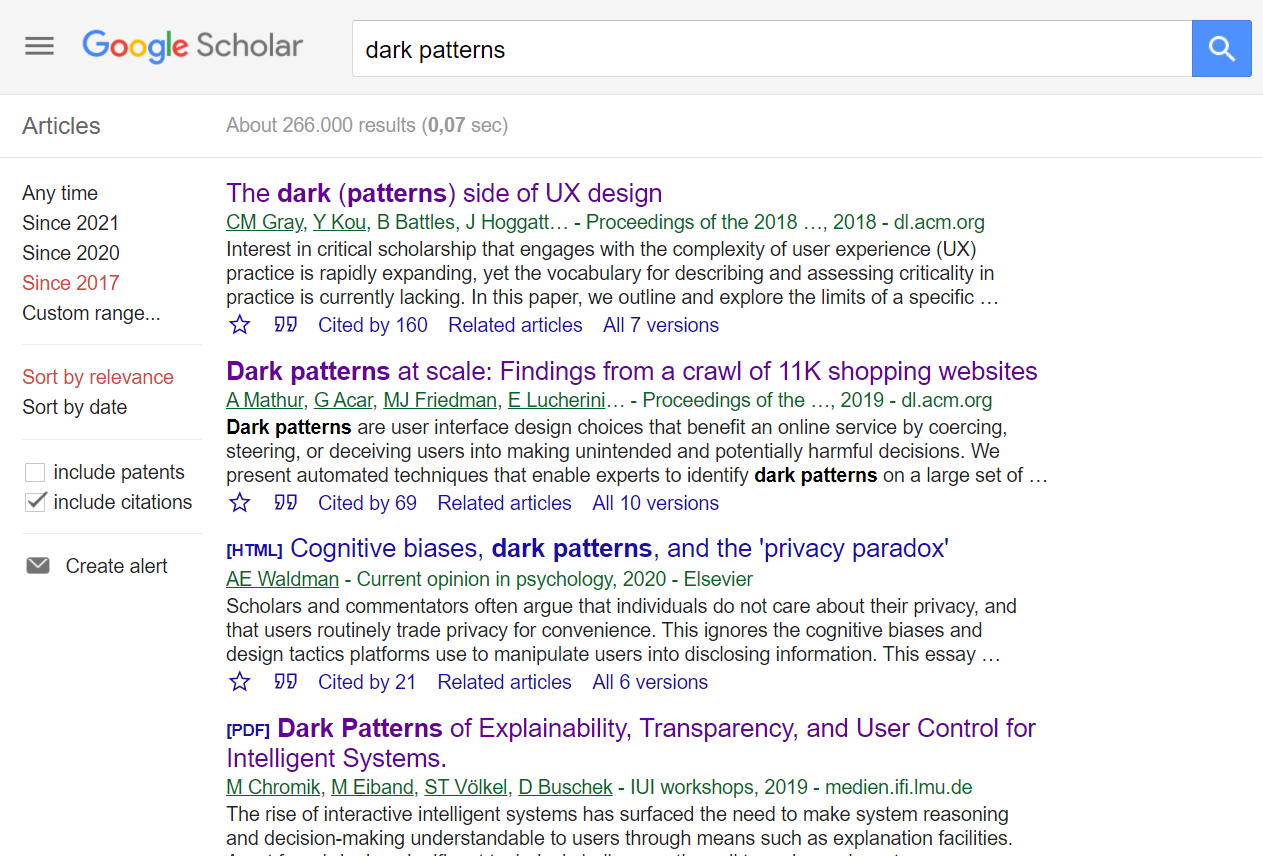 Google Scholar
dark patterns
Articles
About 266.000 results (0,07 sec)
Any time
Since 2021
Since 2020
Since 2017
Custom range...
Sort by relevance
Sort by date
include patents
include citations
Create alert
The dark (patterns) side of UX design
CM Gray, Y Kou, B Battles, J Hoggatt… - Proceedings of the 2018 …, 2018 - dl.acm.org
Interest in critical scholarship that engages with the complexity of user experience (UX)
practice is rapidly expanding, yet the vocabulary for describing and assessing criticality in
practice is currently lacking. In this paper, we outline and explore the limits of a specific …
Cited by 160 Related articles All 7 versions
Dark patterns at scale: Findings from a crawl of 11K shopping websites
A Mathur, G Acar, MJ Friedman, E Lucherini… - Proceedings of the …, 2019 - dl.acm.org
Dark patterns are user interface design choices that benefit an online service by coercing,
steering, or deceiving users into making unintended and potentially harmful decisions. We
present automated techniques that enable experts to identify dark patterns on a large set of …
Cited by 69 Related articles All 10 versions
[HTML] Cognitive biases, dark patterns, and the 'privacy paradox'
AE Waldman - Current opinion in psychology, 2020 - Elsevier
Scholars and commentators often argue that individuals do not care about their privacy, and
that users routinely trade privacy for convenience. This ignores the cognitive biases and
design tactics platforms use to manipulate users into disclosing information. This essay …
Cited by 21 Related articles All 6 versions
[PDF] Dark Patterns of Explainability, Transparency, and User Control for
Intelligent Systems.
M Chromik, M Eiband, ST Völkel, D Buschek - IUI workshops, 2019 - medien.ifi.lmu.de
The rise of interactive intelligent systems has surfaced the need to make system reasoning
and decision-making understandable to users through means such as explanation facilities.